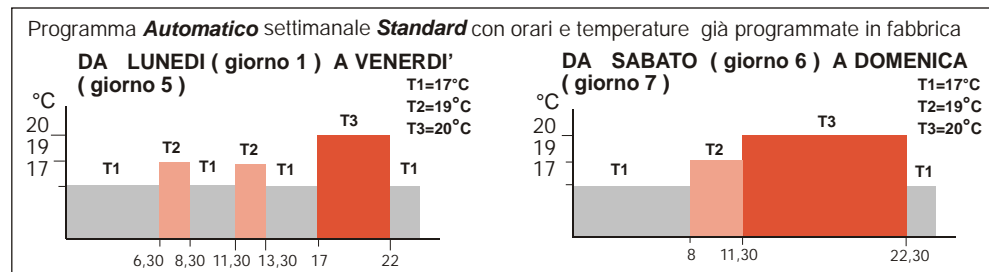 Programma Automatico settimanale Standard con orari e temperature già programmate in fabbrica
DA LUNEDI ( giorno 1 ) A VENERDI'
( giorno 5 )
T1=17°C
T2=19°C
T3=20°C
°C
20
19
17
T1
T2
T1
T2
T1
T3
T1
6,30
8,30
11,30
13,30
17
22
DA SABATO ( giorno 6 ) A DOMENICA
( giorno 7 )
T1=17°C
T2=19°C
T3=20°C
°C
20
19
17
T1
T2
T3
T1
8
11,30
22,30